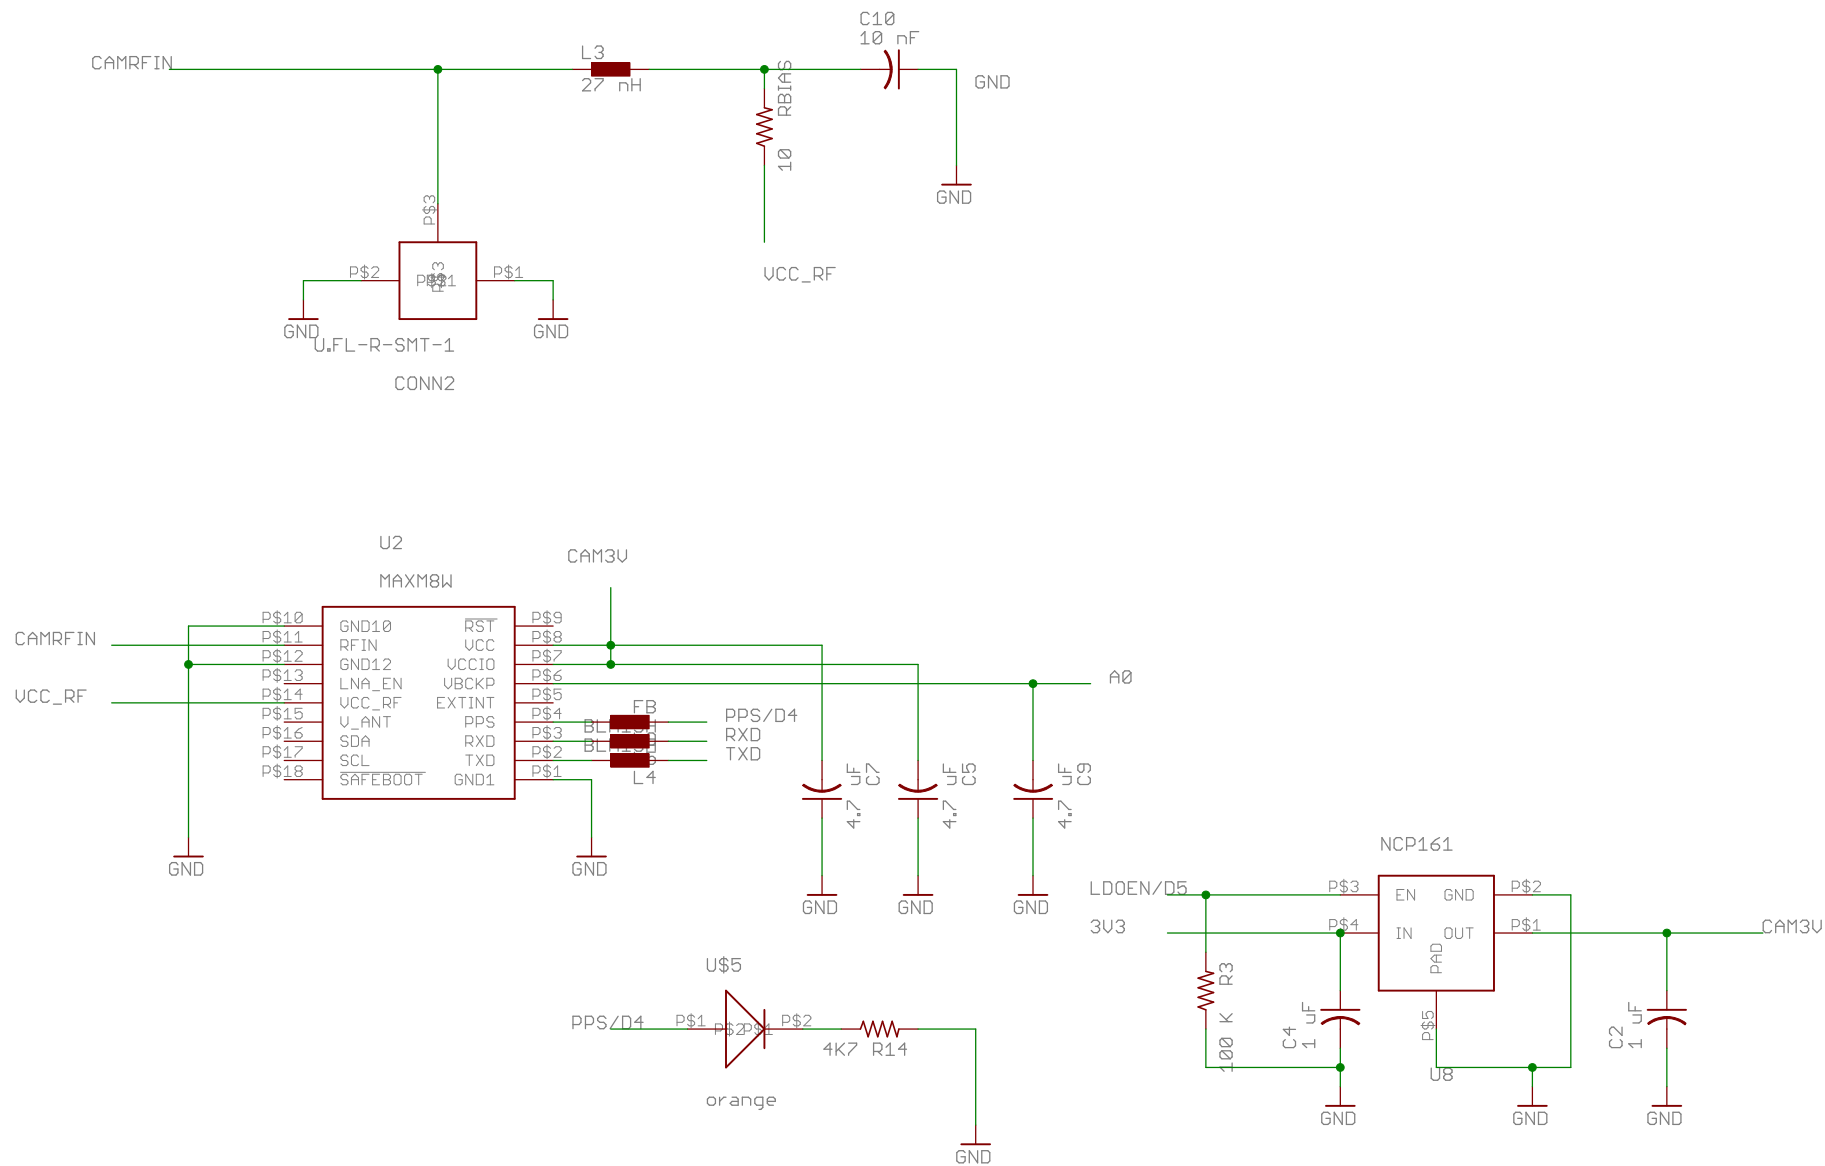 C10
10 nF
CAMRFIN
L3
27 nH
RBIAS
10
GND
GND
VCC_RF
P$3
P$2
P$1
P$3
GND
GND
U.FL-R-SMT-1
CONN2
U2
MAXM8W
CAM3V
P$10
GND10
RST
P$9
CAMRFIN
P$11
RFIN
VCC
P$8
P$12
GND12
VCCIO
P$7
P$13
LNA_EN
VBCKP
P$6
A0
VCC_RF
P$14
VCC_RF
EXTINT
P$5
P$15
V_ANT
PPS
P$4
FB
PPS/D4
P$16
SDA
RXD
P$3
RXD
P$17
SCL
TXD
P$2
TXD
P$18
SAFEBOOT
GND1
P$1
L4
4.7 uF
C7
4.7 uF
C5
4.7 uF
C9
GND
GND
GND
GND
GND
NCP161
LDOEN/D5
P$3
EN
GND
P$2
3V3
P$4
IN
OUT
P$1
CAM3V
PAD
P$5
U8
R3
100 K
C4
1 uF
C2
1 uF
GND
GND
GND
U$5
PPS/D4
P$1
P$2
P$1
P$2
4K7
R14
orange
GND